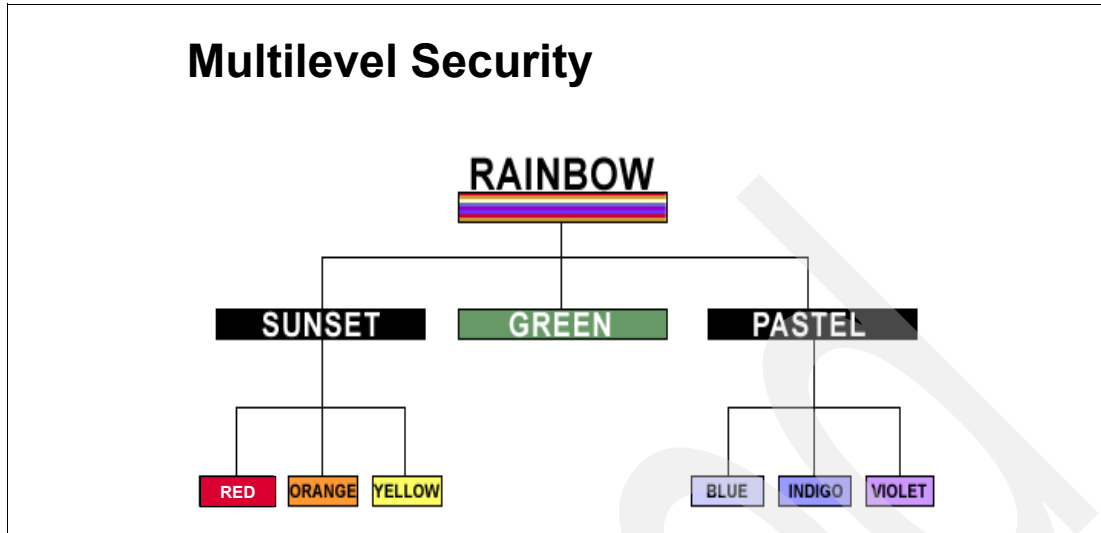 Multilevel Security
RAINBOW
SUNSET GREEN PASTEL
RED ORANGE YELLOW BLUE INDIGO VIOLET